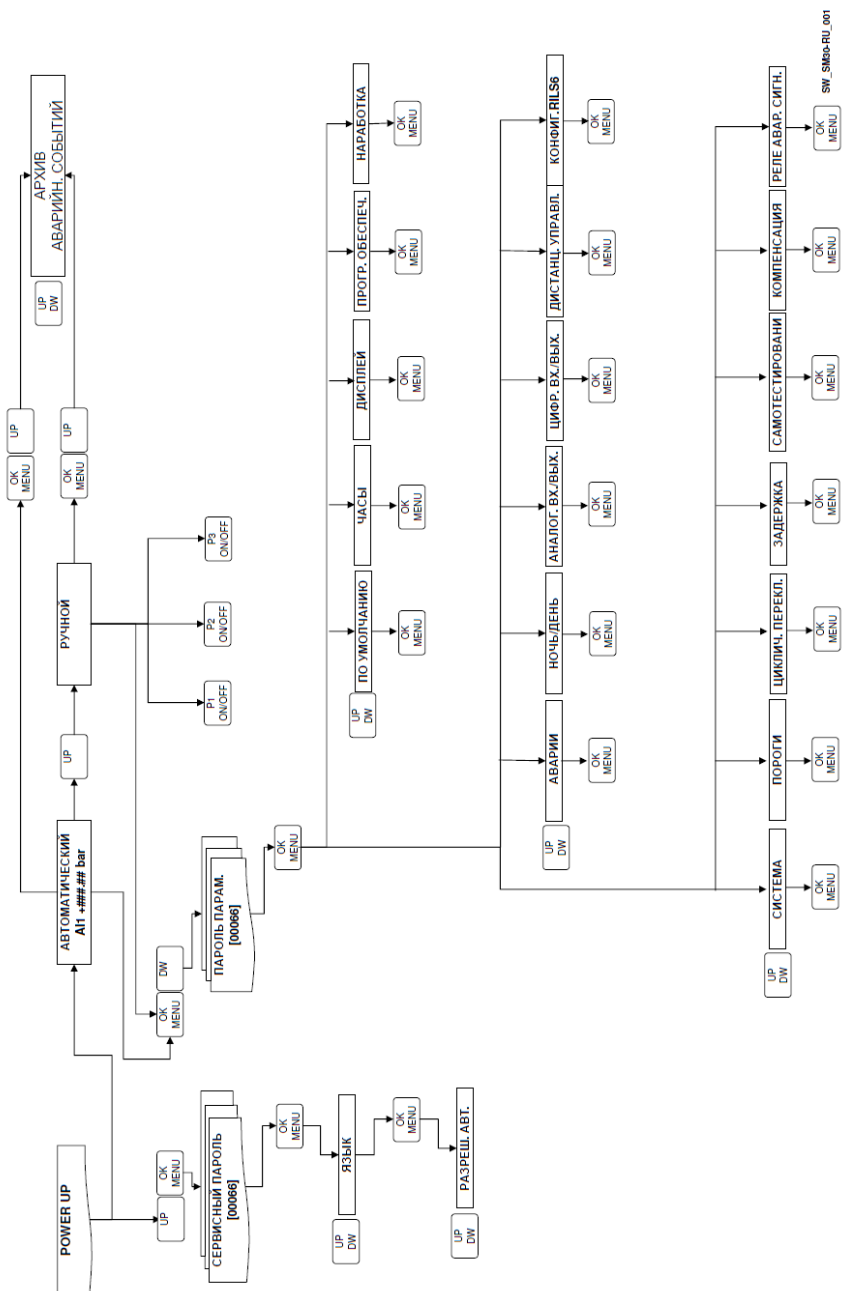 POWER UP
АВТОМАТИЧЕСКИЙ
AI1 +###.## bar
UP
РУЧНОЙ
OK
MENU
UP
OK
MENU
UP
UP
DW
АРХИВ
АВАРИЙН. СОБЫТИЙ
UP
OK
MENU
СЕРВИСНЫЙ ПАРОЛЬ
[00066]
OK
MENU
UP
DW
ЯЗЫК
OK
MENU
UP
DW
РАЗРЕШ. АВТ.
OK
MENU
DW
ПАРОЛЬ ПАРАМ.
[00066]
OK
MENU
P1
ON/OFF
P2
ON/OFF
P3
ON/OFF
UP
DW
ПО УМОЛЧАНИЮ
ЧАСЫ
ДИСПЛЕЙ
ПРОГР. ОБЕСПЕЧ.
НАРАБОТКА
OK
MENU
OK
MENU
OK
MENU
OK
MENU
OK
MENU
UP
DW
АВАРИИ
НОЧЬ/ДЕНЬ
АНАЛОГ. ВХ./ВЫХ.
ЦИФР. ВХ./ВЫХ.
ДИСТАНЦ. УПРАВЛ.
КОНФИГ.RILS6
OK
MENU
OK
MENU
OK
MENU
OK
MENU
OK
MENU
OK
MENU
UP
DW
СИСТЕМА
ПОРОГИ
ЦИКЛИЧ. ПЕРЕКЛ.
ЗАДЕРЖКА
САМОТЕСТИРОВАНИ
КОМПЕНСАЦИЯ
РЕЛЕ АВАР. СИГН.
OK
MENU
OK
MENU
OK
MENU
OK
MENU
OK
MENU
OK
MENU
OK
MENU
SW_SM30-RU_001